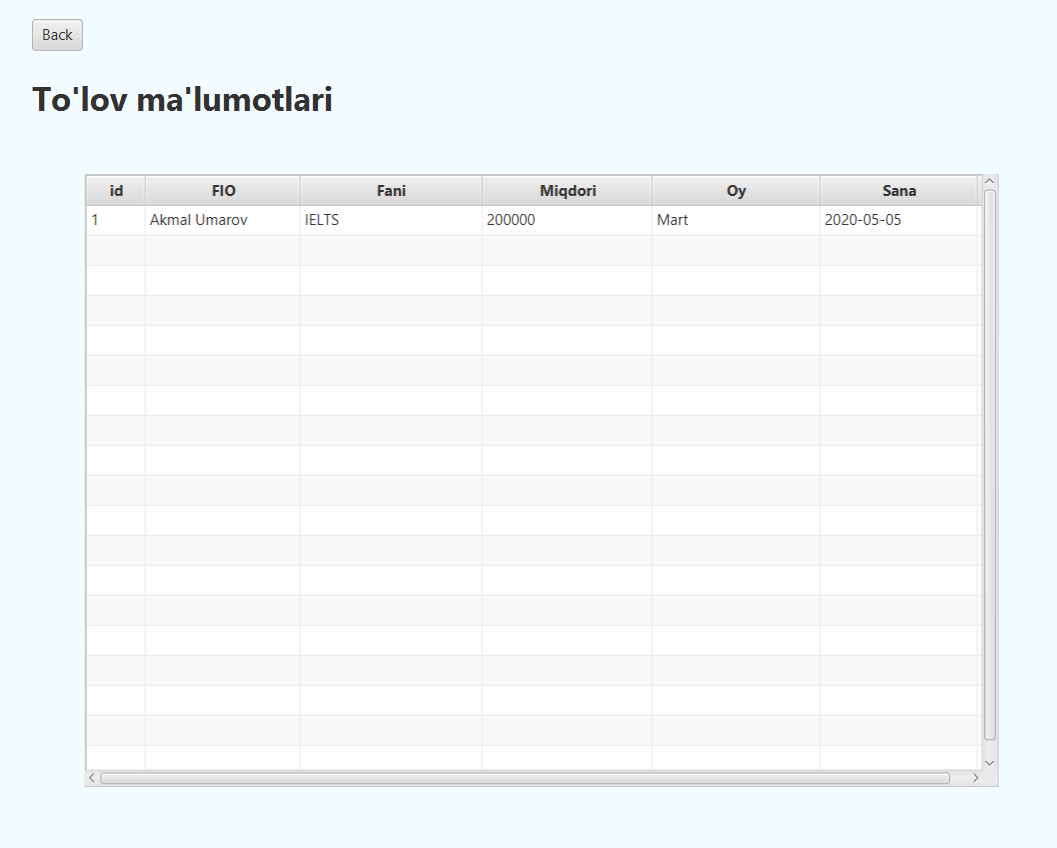 Back
To'lov ma'lumotlari
id FIO Fani Miqdori Oy Sana
1 Akmal Umarov IELTS 200000 Mart 2020-05-05